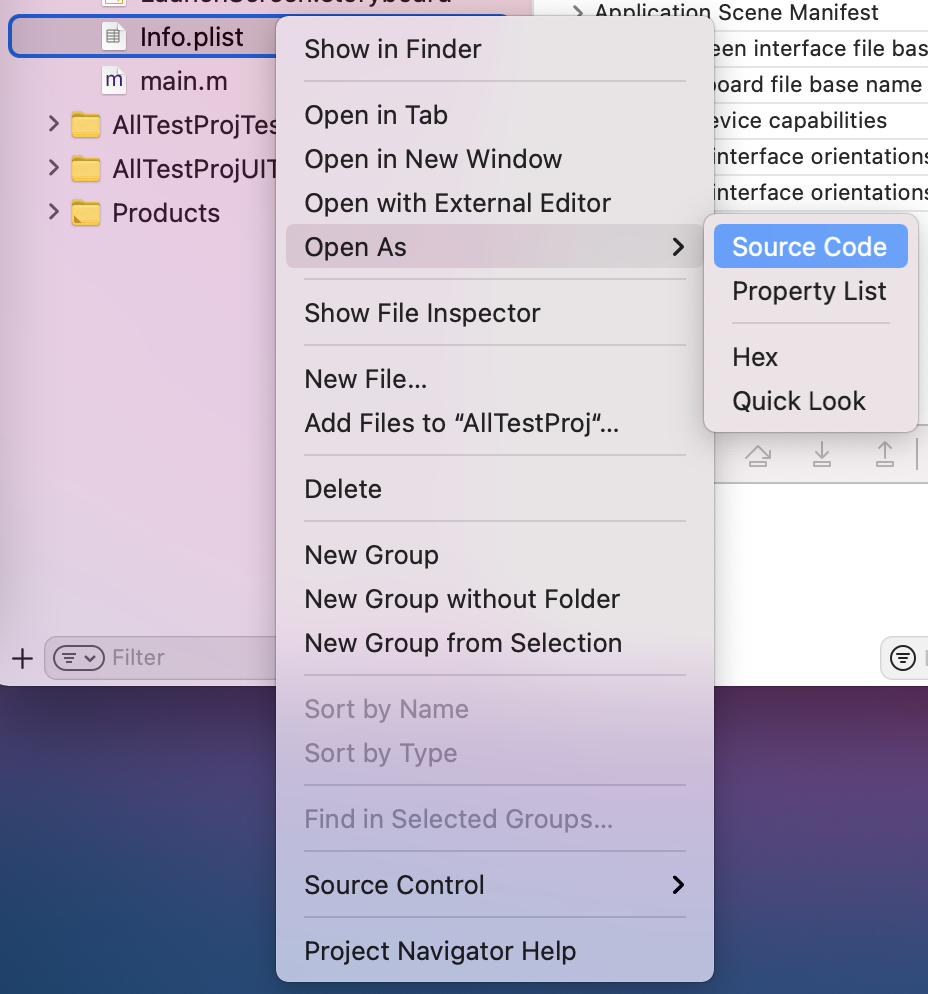 LaunchScreen.storyboard
Info.plist
m main.m
AllTestProjTes
AllTestProjUIT
Products
Filter
Show in Finder
Open in Tab
Open in New Window
Open with External Editor
Open As
Show File Inspector
New File...
Add Files to “AllTestProj“...
Delete
New Group
New Group without Folder
New Group from Selection
Sort by Name
Sort by Type
Find in Selected Groups...
Source Control
Project Navigator Help
Source Code
Property List
Hex
Quick Look
Application Scene Manifest
een interface file bas
board file base name
evice capabilities
interface orientations
interface orientations